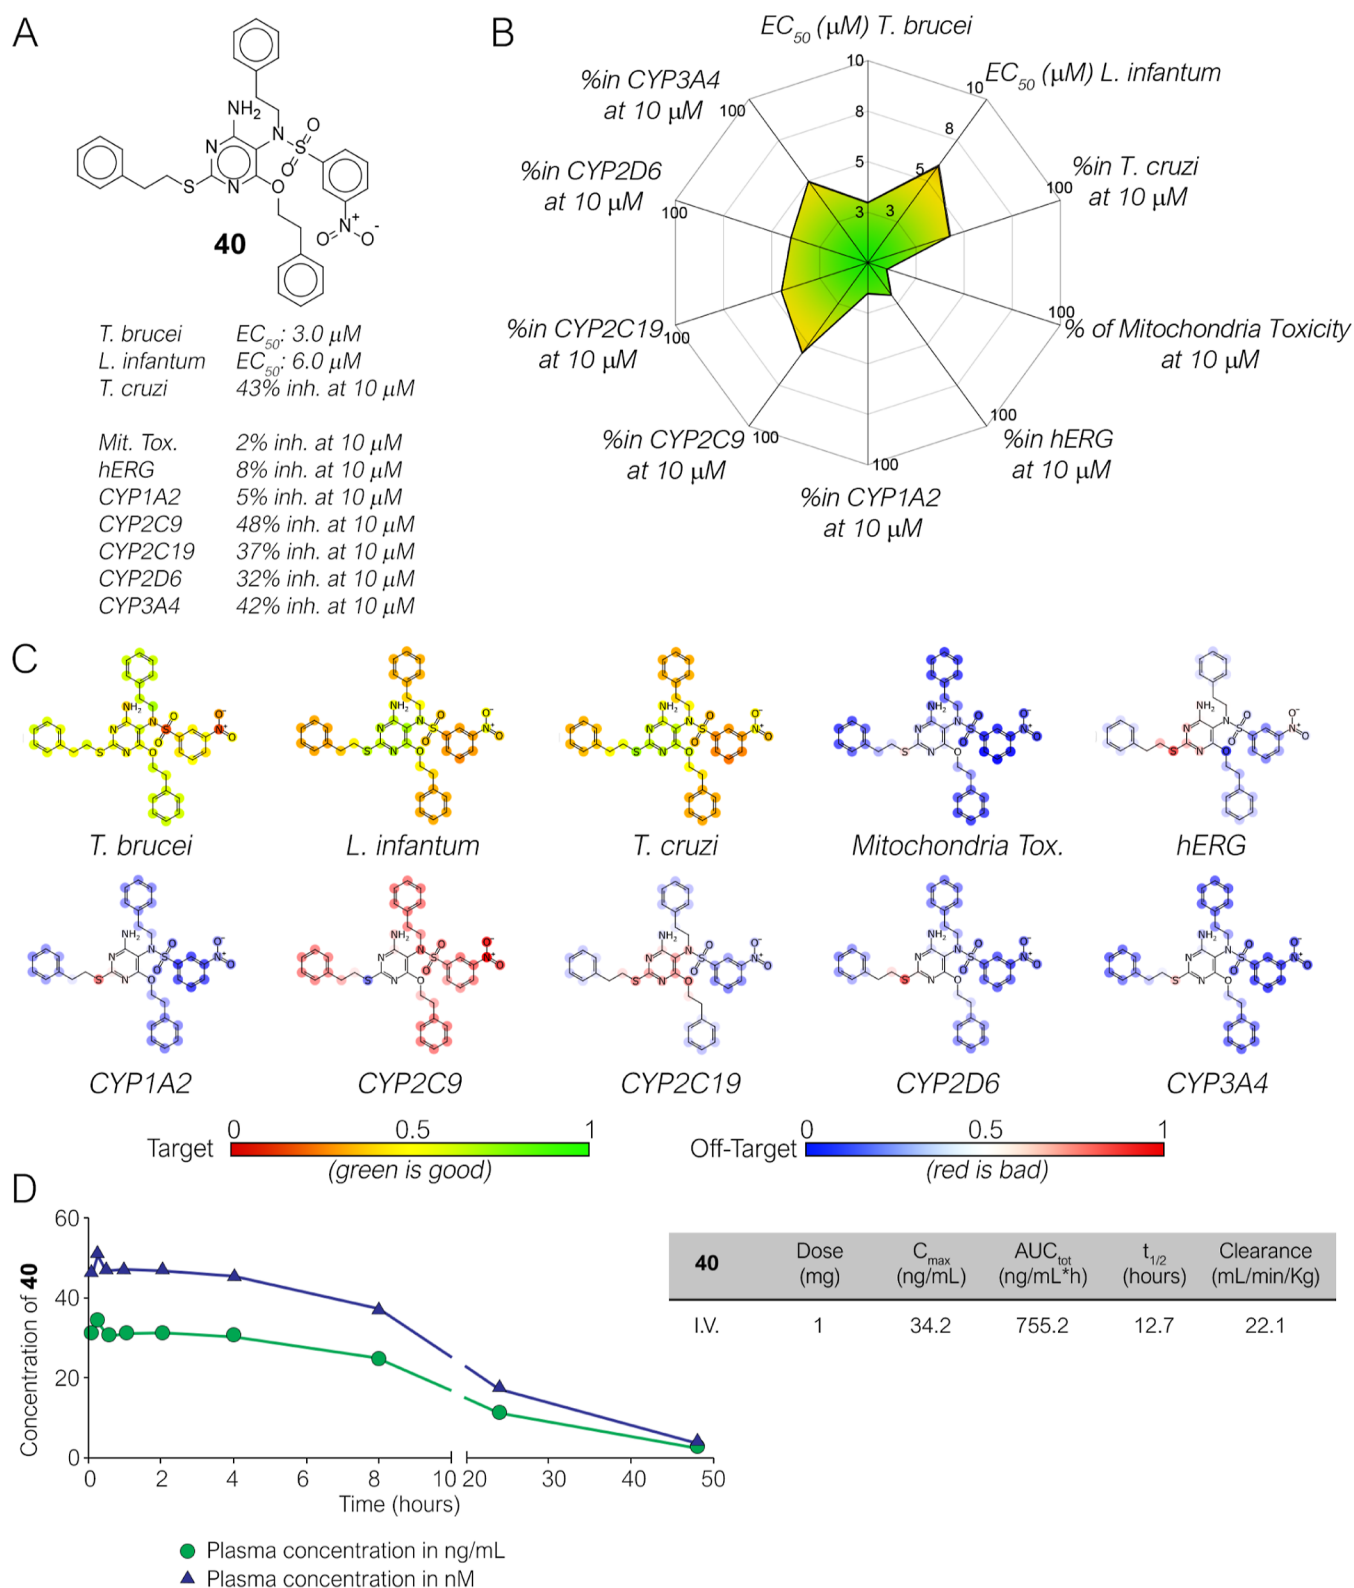 A
NH2
N
N
N
S
O
O
S
O
N+
O
O-
40
T. brucei EC50: 3.0 µM
L. infantum EC50: 6.0 µM
T. cruzi 43% inh. at 10 µM
Mit. Tox. 2% inh. at 10 µM
hERG 8% inh. at 10 µM
CYP1A2 5% inh. at 10 µM
CYP2C9 48% inh. at 10 µM
CYP2C19 37% inh. at 10 µM
CYP2D6 32% inh. at 10 µM
CYP3A4 42% inh. at 10 µM
B
EC50 (µM) T. brucei
10
8
5
3
EC50 (µM) L. infantum
10
8
5
3
%in T. cruzi
at 10 µM
100
% of Mitochondria Toxicity
at 10 µM
100
%in hERG
at 10 µM
100
%in CYP1A2
at 10 µM
100
%in CYP2C9
at 10 µM
100
%in CYP2C19
at 10 µM
100
%in CYP2D6
at 10 µM
100
%in CYP3A4
at 10 µM
100
C
T. brucei
L. infantum
T. cruzi
Mitochondria Tox.
hERG
CYP1A2
CYP2C9
CYP2C19
CYP2D6
CYP3A4
Target
0 0.5 1
(green is good)
Off-Target
0 0.5 1
(red is bad)
D
Concentration of 40
60
40
20
0
0 2 4 6 8 10 20 30 40 50
Time (hours)
Plasma concentration in ng/mL
Plasma concentration in nM
40 Dose (mg) Cmax (ng/mL) AUCtot (ng/mL*h) t1/2 (hours) Clearance (mL/min/Kg)
I.V. 1 34.2 755.2 12.7 22.1